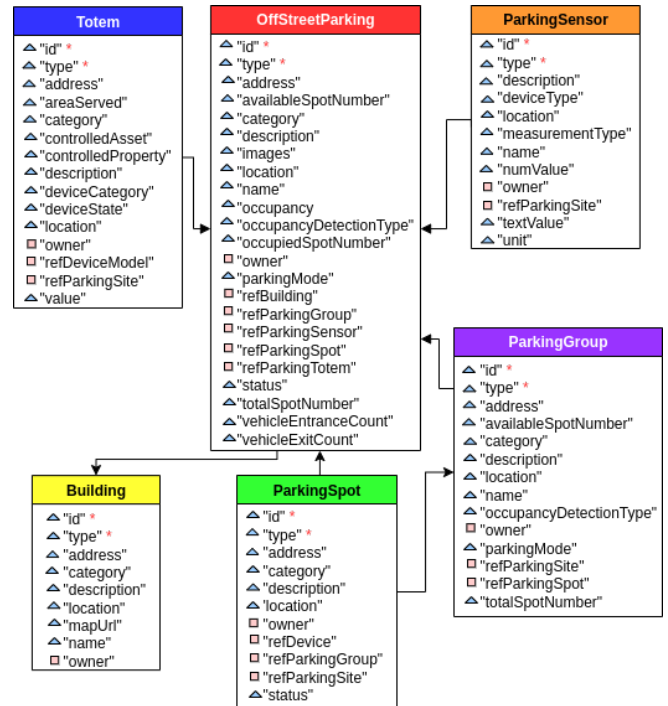 Totem
"id" *
"type" *
"address"
"areaServed"
"category"
"controlledAsset"
"controlledProperty"
"description"
"deviceCategory"
"deviceState"
"location"
"owner"
"refDeviceModel"
"refParkingSite"
"value"
OffStreetParking
"id" *
"type" *
"address"
"availableSpotNumber"
"category"
"description"
"images"
"location"
"name"
"occupancy
"occupancyDetectionType"
"occupiedSpotNumber"
"owner"
"parkingMode"
"refBuilding"
"refParkingGroup"
"refParkingSensor"
"refParkingSpot"
"refParkingTotem"
"status"
"totalSpotNumber"
"vehicleEntranceCount"
"vehicleExitCount"
ParkingSensor
"id" *
"type" *
"description"
"deviceType"
"location"
"measurementType"
"name"
"numValue"
"owner"
"refParkingSite"
"textValue"
"unit"
ParkingGroup
"id" *
"type" *
"address"
"availableSpotNumber"
"category"
"description"
"location"
"name"
"occupancyDetectionType"
"owner"
"parkingMode"
"refParkingSite"
"refParkingSpot"
"totalSpotNumber"
Building
"id" *
"type" *
"address"
"category"
"description"
"location"
"mapUrl"
"name"
"owner"
ParkingSpot
"id" *
"type" *
"address"
"category"
"description"
"location"
"owner"
"refDevice"
"refParkingGroup"
"refParkingSite"
"status"